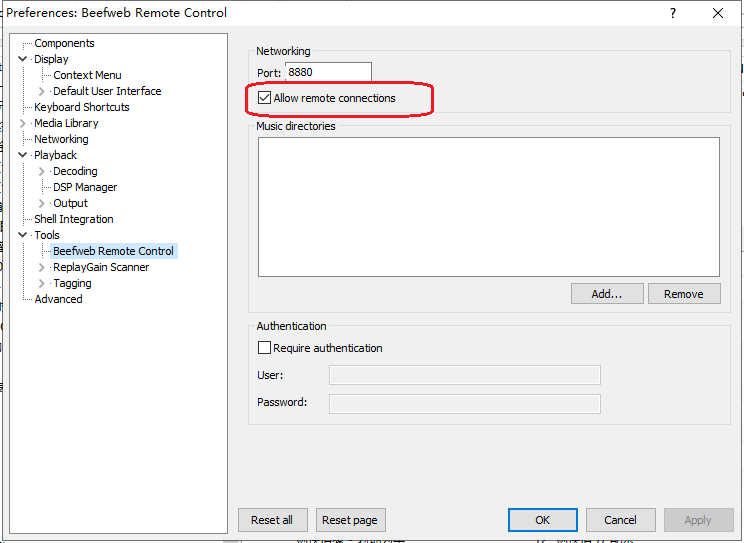 Preferences: Beefweb Remote Control
?
Components
Display
Context Menu
Default User Interface
Keyboard Shortcuts
Media Library
Networking
Playback
Decoding
DSP Manager
Output
Shell Integration
Tools
Beefweb Remote Control
ReplayGain Scanner
Tagging
Advanced
Networking
Port: 8880
Allow remote connections
Music directories
Add...
Remove
Authentication
Require authentication
User:
Password:
Reset all
Reset page
OK
Cancel
Apply